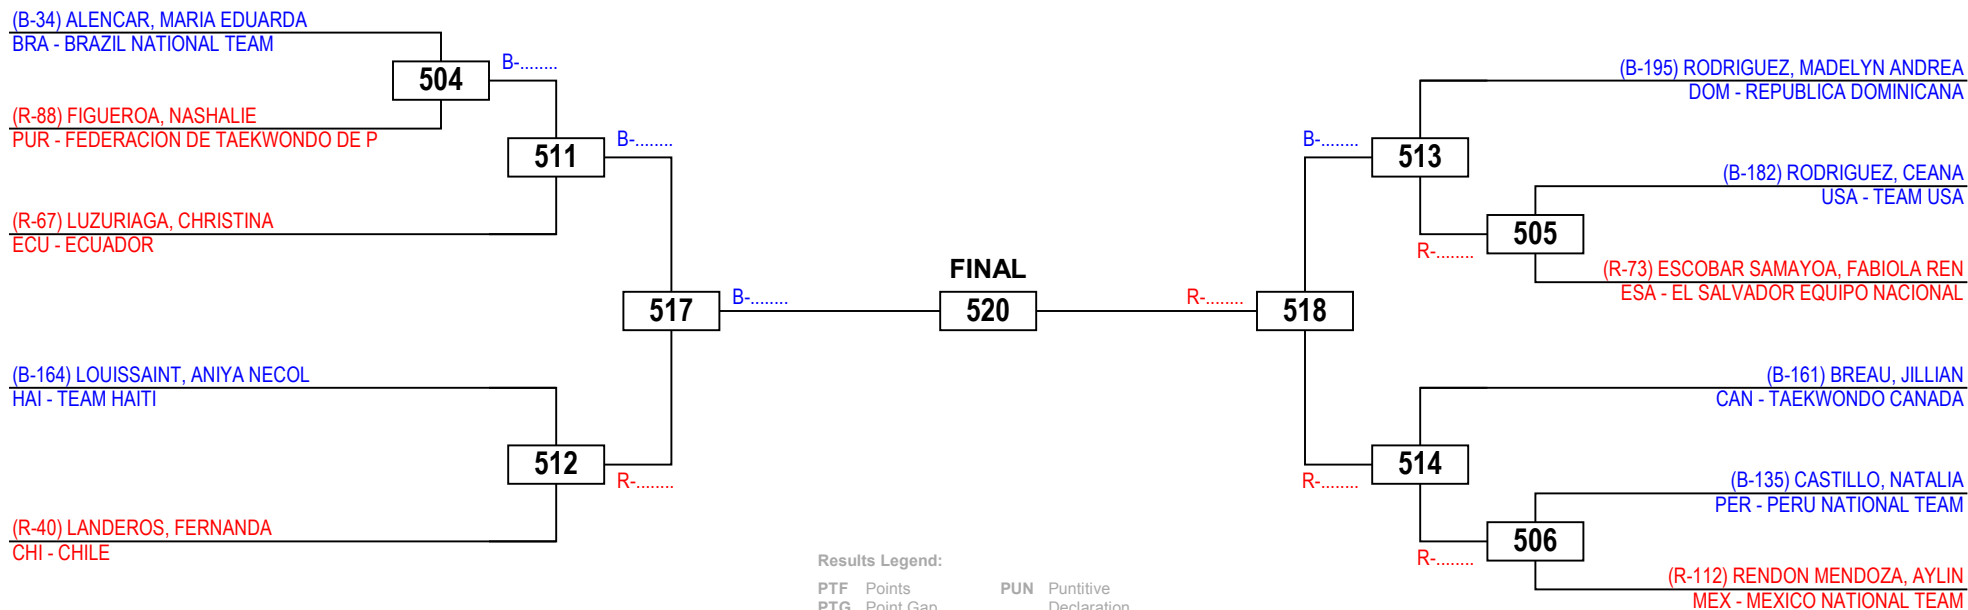 (B-34) ALENCAR, MARIA EDUARDA
BRA - BRAZIL NATIONAL TEAM
504
B-........
(R-88) FIGUEROA, NASHALIE
PUR - FEDERACION DE TAEKWONDO DE P
511
B-........
(R-67) LUZURIAGA, CHRISTINA
ECU - ECUADOR
517
B-........
(B-164) LOUISSAINT, ANIYA NECOL
HAI - TEAM HAITI
512
R-........
(R-40) LANDEROS, FERNANDA
CHI - CHILE
FINAL
520
(B-195) RODRIGUEZ, MADELYN ANDREA
DOM - REPUBLICA DOMINICANA
B-........
513
(B-182) RODRIGUEZ, CEANA
USA - TEAM USA
505
R-........
(R-73) ESCOBAR SAMAYOA, FABIOLA REN
ESA - EL SALVADOR EQUIPO NACIONAL
R-........
518
(B-161) BREAU, JILLIAN
CAN - TAEKWONDO CANADA
514
R-........
(B-135) CASTILLO, NATALIA
PER - PERU NATIONAL TEAM
506
R-........
(R-112) RENDON MENDOZA, AYLIN
MEX - MEXICO NATIONAL TEAM
Results Legend:
PTF Points PUN Puntitive
PTG Point Gap Declaration